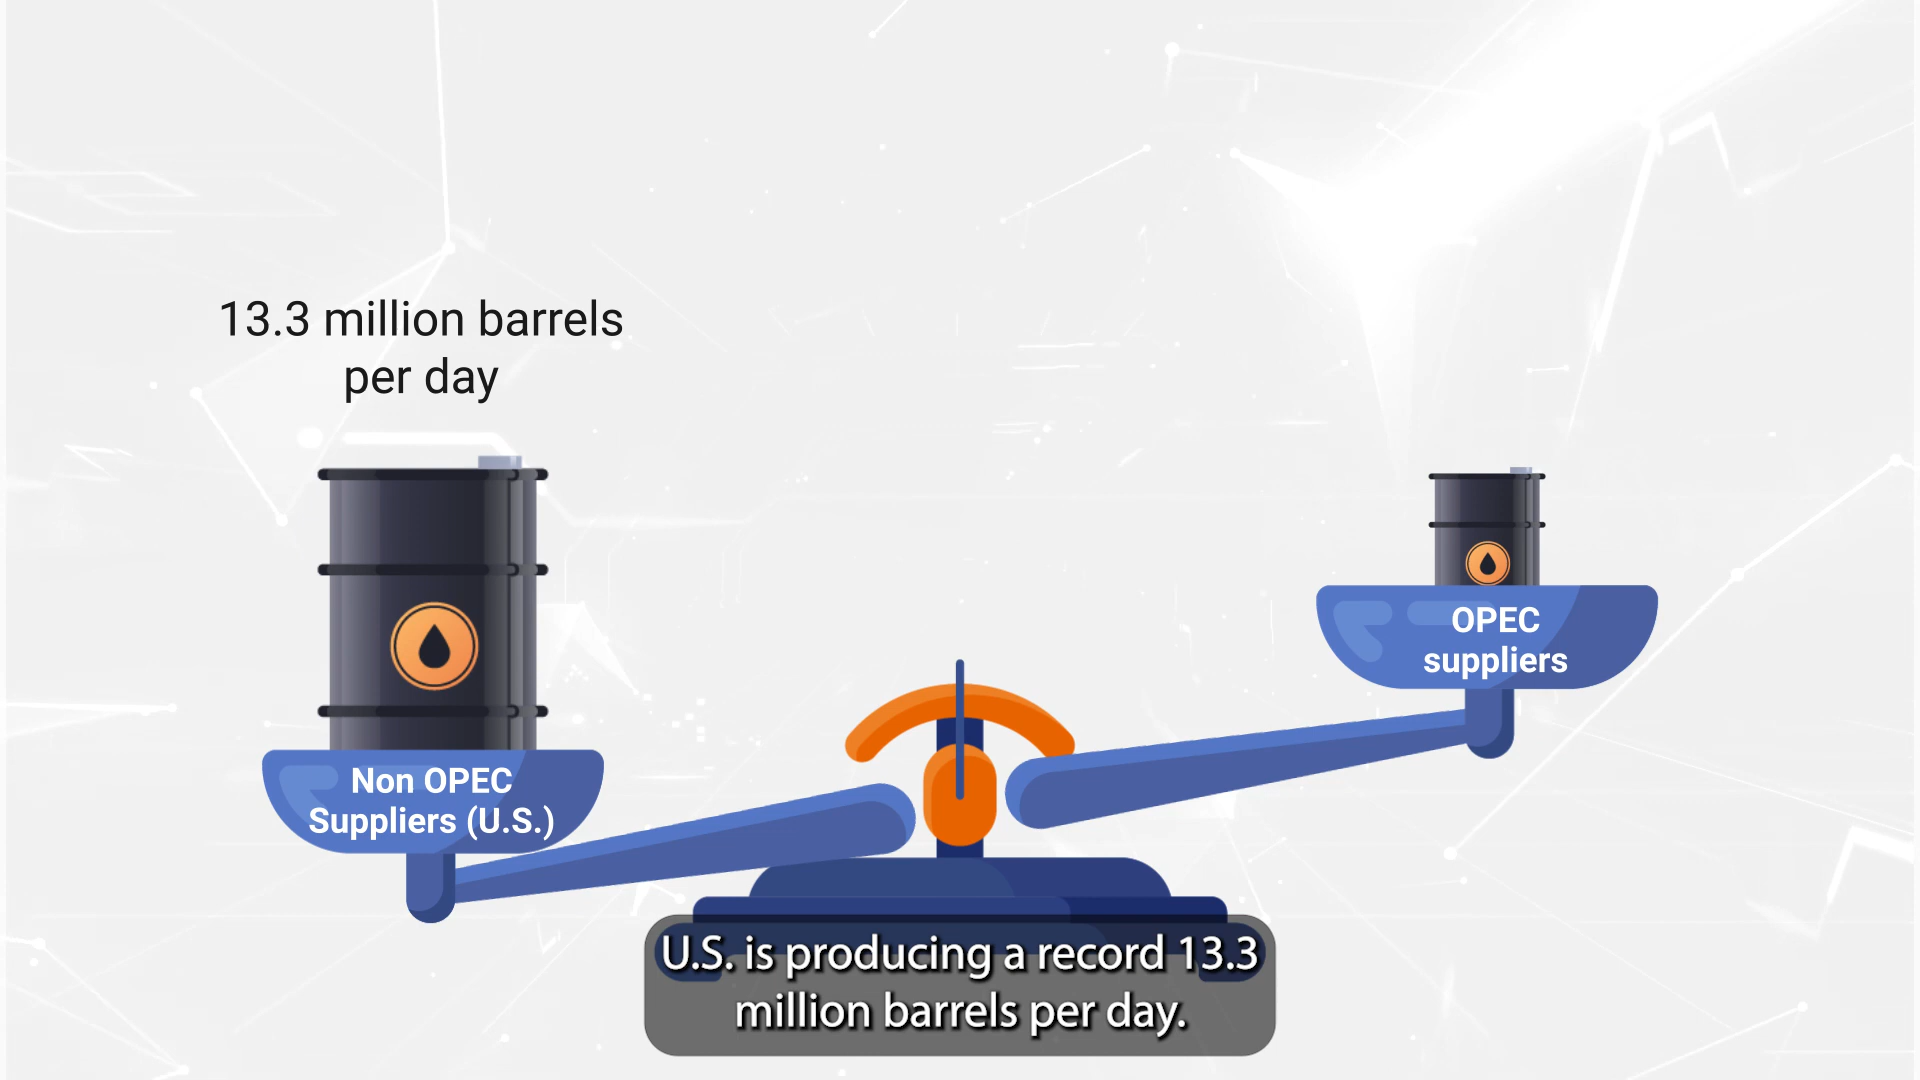 13.3 million barrels
per day
Non OPEC
Suppliers (U.S.)
OPEC
suppliers
U.S. is producing a record 13.3
million barrels per day.